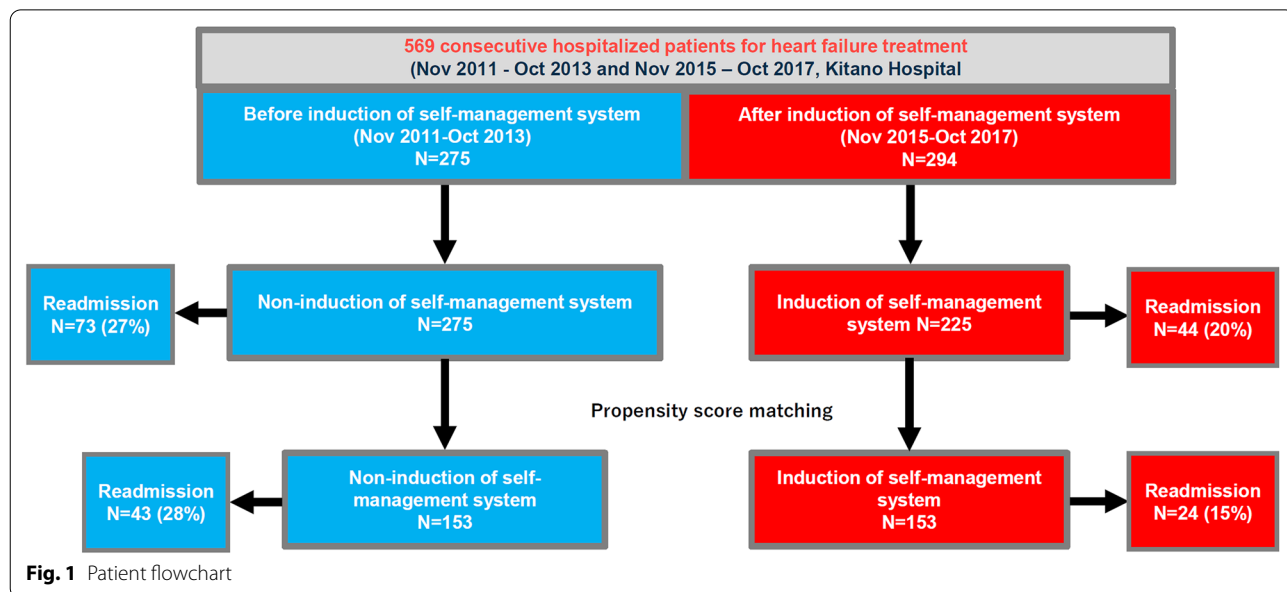 569 consecutive hospitalized patients for heart failure treatment
(Nov 2011 - Oct 2013 and Nov 2015 – Oct 2017, Kitano Hospital
Before induction of self-management system
(Nov 2011-Oct 2013)
N=275
After induction of self-management system
(Nov 2015-Oct 2017)
N=294
Readmission
N=73 (27%)
Non-induction of self-management system
N=275
Induction of self-management
system N=225
Readmission
N=44 (20%)
Propensity score matching
Readmission
N=43 (28%)
Non-induction of self-
management system
N=153
Induction of self-management
system
N=153
Readmission
N=24 (15%)
Fig. 1 Patient flowchart